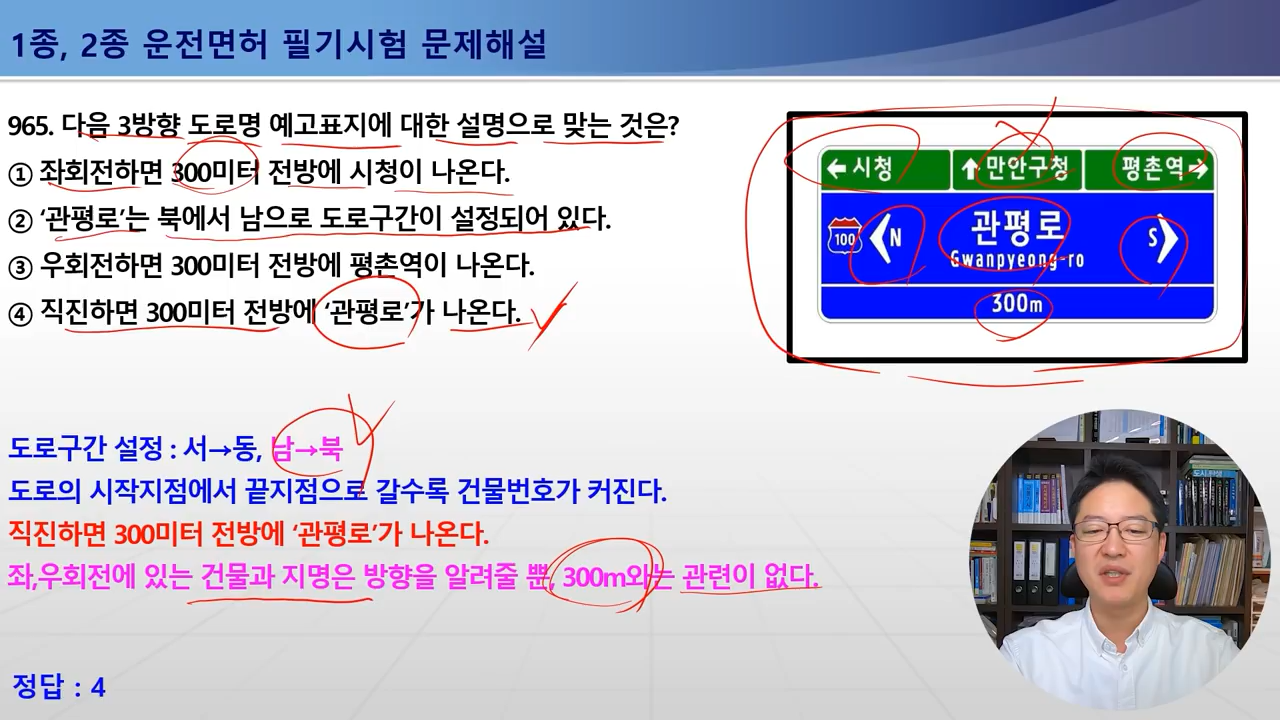 1종, 2종 운전면허 필기시험 문제해설
965. 다음 3방향 도로명 예고표지에 대한 설명으로 맞는 것은?
① 좌회전하면 300미터 전방에 시청이 나온다.
② ‘관평로’는 북에서 남으로 도로구간이 설정되어 있다.
③ 우회전하면 300미터 전방에 평촌역이 나온다.
④ 직진하면 300미터 전방에 ‘관평로’가 나온다.
← 시청 ↑ 만안구청 평촌역 →
100 N 관평로 S
Gwanpyeong-ro
300m
도로구간 설정 : 서→동, 남→북
도로의 시작지점에서 끝지점으로 갈수록 건물번호가 커진다.
직진하면 300미터 전방에 ‘관평로’가 나온다.
좌,우회전에 있는 건물과 지명은 방향을 알려줄 뿐, 300m와는 관련이 없다.
정답 : 4